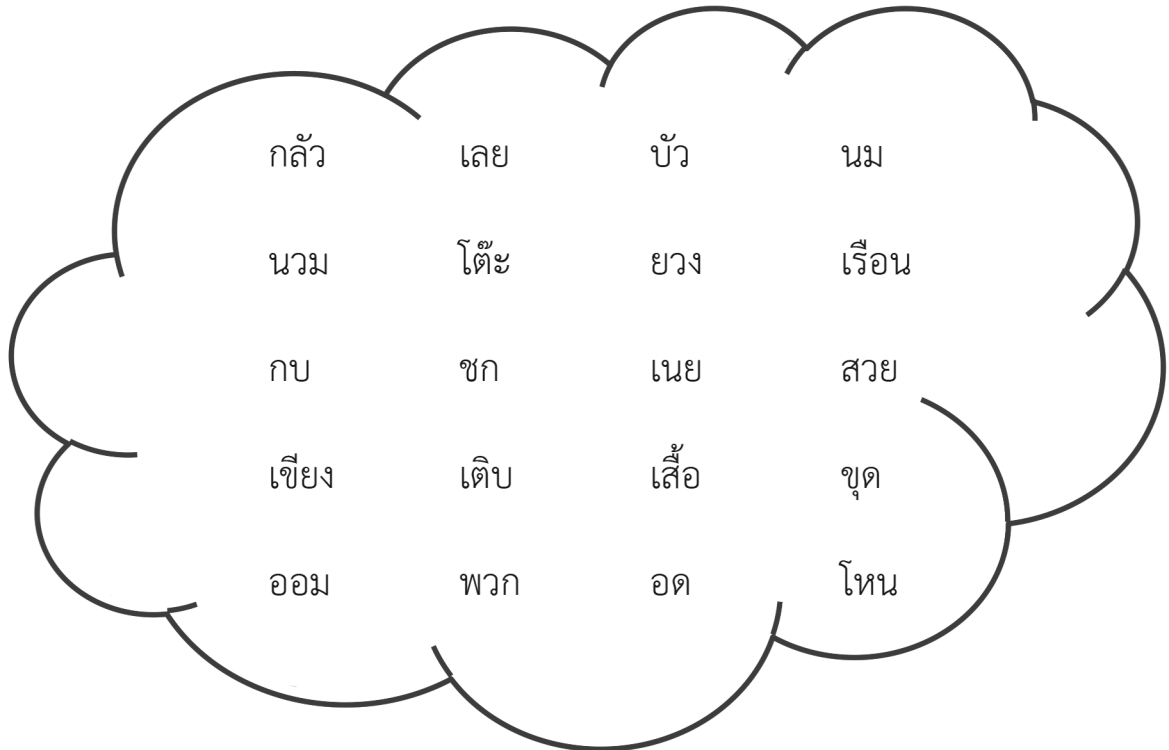 กลัว เลย บัว นม
นวม โต๊ะ ยวง เรือน
กบ ชก เนย สวย
เขียง เติบ เสื้อ ขุด
ออม พวก อด โหน